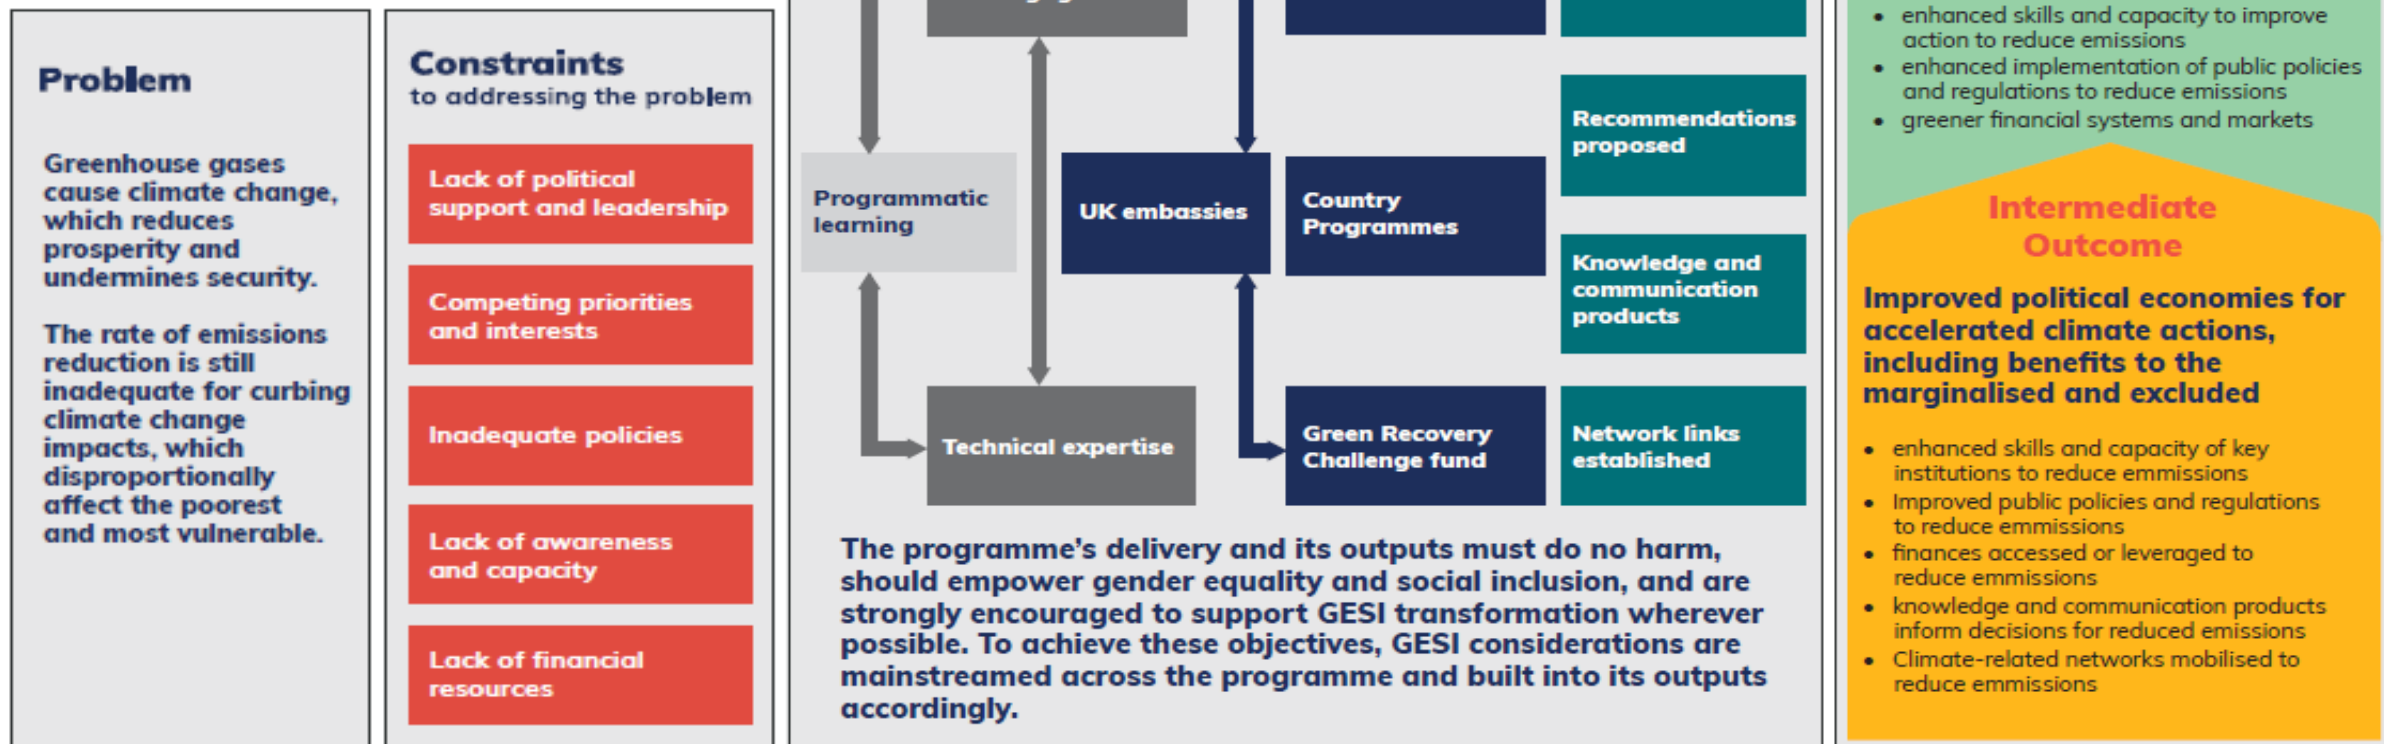 Problem
Greenhouse gases
cause climate change,
which reduces
prosperity and
undermines security.
The rate of emissions
reduction is still
inadequate for curbing
climate change
impacts, which
disproportionally
affect the poorest
and most vulnerable.
Constraints
to addressing the problem
Lack of political
support and leadership
Competing priorities
and interests
Inadequate policies
Lack of awareness
and capacity
Lack of financial
resources
Programmatic
learning
Technical expertise
UK embassies
Country
Programmes
Green Recovery
Challenge fund
Recommendations
proposed
Knowledge and
communication
products
Network links
established
The programme's delivery and its outputs must do no harm,
should empower gender equality and social inclusion, and are
strongly encouraged to support GESI transformation wherever
possible. To achieve these objectives, GESI considerations are
mainstreamed across the programme and built into its outputs
accordingly.
• enhanced skills and capacity to improve
action to reduce emissions
• enhanced implementation of public policies
and regulations to reduce emissions
• greener financial systems and markets
Intermediate
Outcome
Improved political economies for
accelerated climate actions,
including benefits to the
marginalised and excluded
• enhanced skills and capacity of key
institutions to reduce emmissions
• Improved public policies and regulations
to reduce emmissions
• finances accessed or leveraged to
reduce emmissions
• knowledge and communication products
inform decisions for reduced emissions
• Climate-related networks mobilised to
reduce emmissions